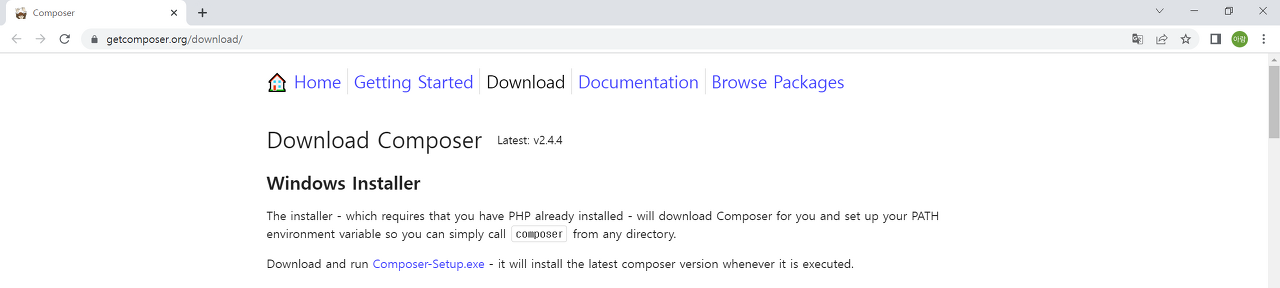 Composer
getcomposer.org/download/
아람
Home Getting Started Download Documentation Browse Packages
Download Composer Latest: v2.4.4
Windows Installer
The installer - which requires that you have PHP already installed - will download Composer for you and set up your PATH
environment variable so you can simply call composer from any directory.
Download and run Composer-Setup.exe - it will install the latest composer version whenever it is executed.